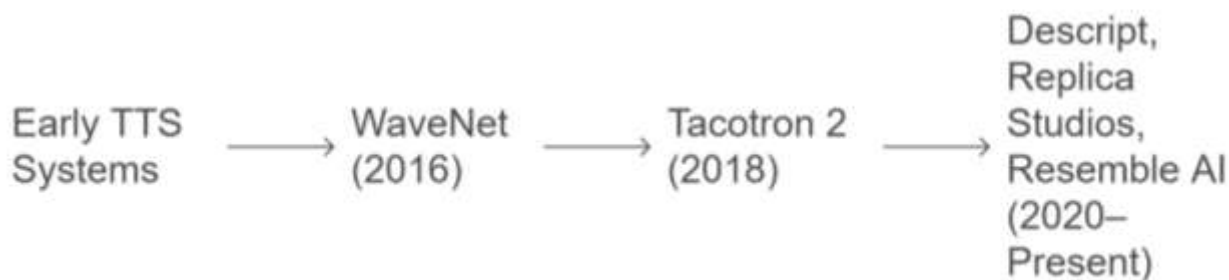 Early TTS
Systems
WaveNet
(2016)
Tacotron 2
(2018)
Descript,
Replica
Studios,
Resemble AI
(2020–
Present)